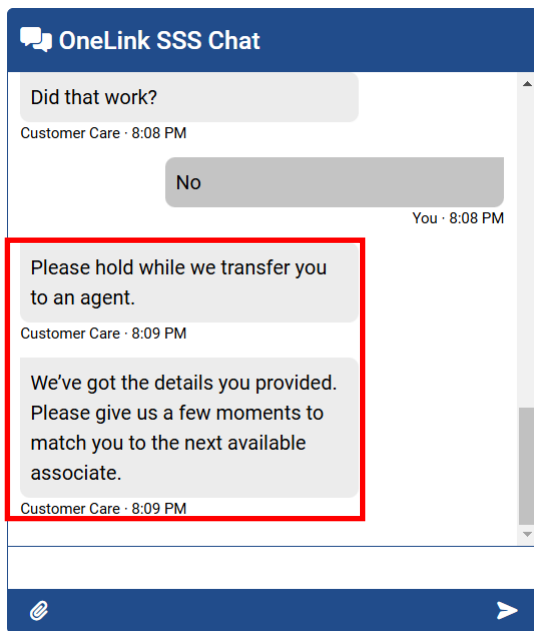 OneLink SSS Chat
Did that work?
Customer Care · 8:08 PM
No
You · 8:08 PM
Please hold while we transfer you
to an agent.
Customer Care · 8:09 PM
We’ve got the details you provided.
Please give us a few moments to
match you to the next available
associate.
Customer Care · 8:09 PM